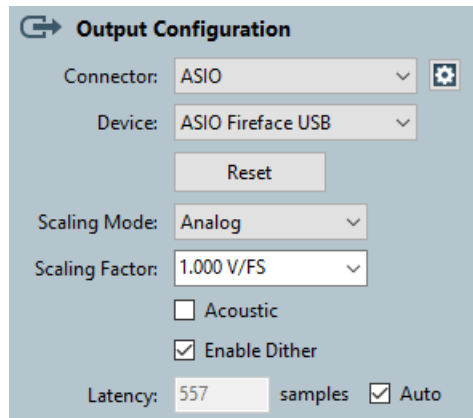 Output Configuration
Connector: ASIO
Device: ASIO Fireface USB
Reset
Scaling Mode: Analog
Scaling Factor: 1.000 V/FS
Acoustic
Enable Dither
Latency: 557 samples Auto